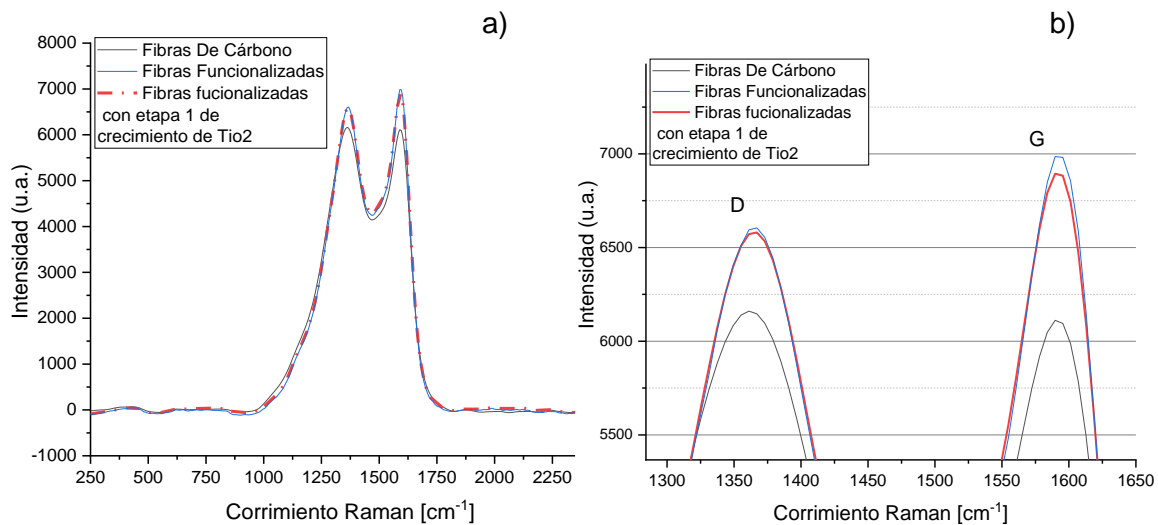 a)
8000
7000
6000
5000
4000
3000
2000
1000
0
-1000
Intensidad (u.a.)
Fibras De Cárbono
Fibras Funcionalizadas
Fibras fucionalizadas
con etapa 1 de
crecimiento de Tio2
250 500 750 1000 1250 1500 1750 2000 2250
Corrimiento Raman [cm⁻¹]
b)
Fibras De Cárbono
Fibras Funcionalizadas
Fibras fucionalizadas
con etapa 1 de
crecimiento de Tio2
G
D
7000
6500
6000
5500
Intensidad (u.a.)
1300 1350 1400 1450 1500 1550 1600 1650
Corrimiento Raman [cm⁻¹]